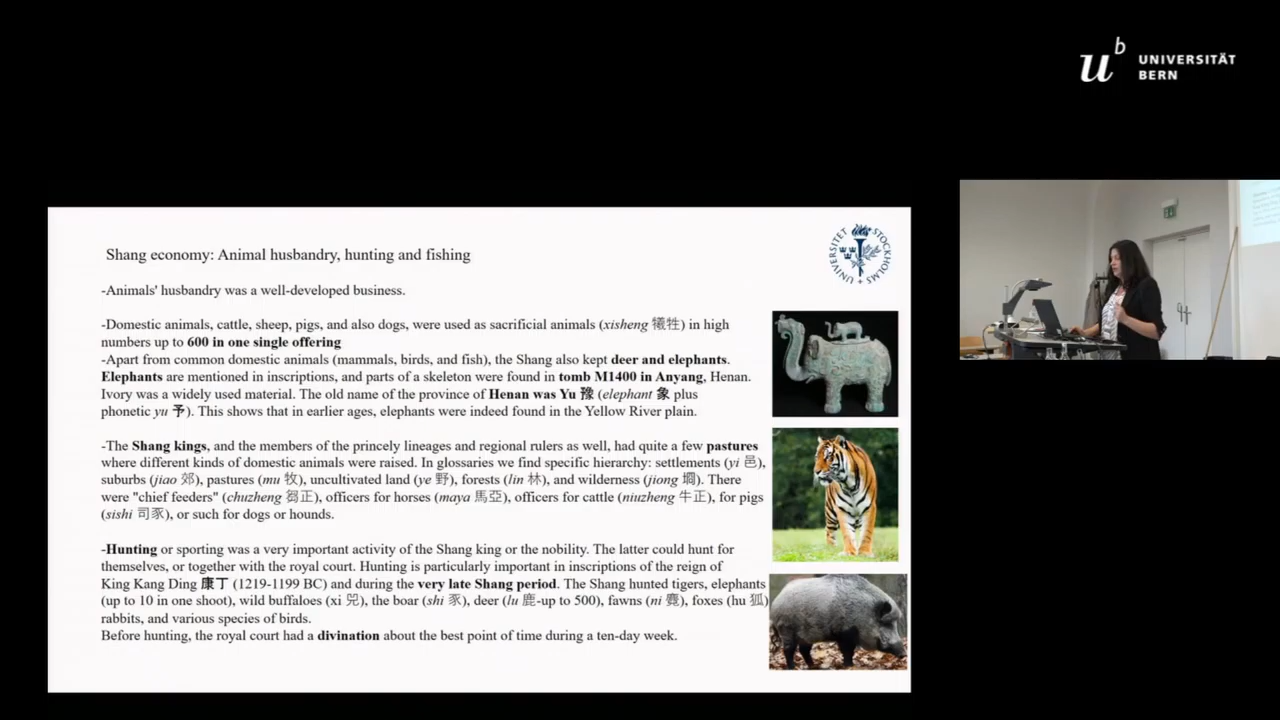 u^b UNIVERSITÄT
BERN
Shang economy: Animal husbandry, hunting and fishing
STOCKHOLMS UNIVERSITET
-Animals' husbandry was a well-developed business.
-Domestic animals, cattle, sheep, pigs, and also dogs, were used as sacrificial animals (xisheng 犧牲) in high
numbers up to 600 in one single offering
-Apart from common domestic animals (mammals, birds, and fish), the Shang also kept deer and elephants.
Elephants are mentioned in inscriptions, and parts of a skeleton were found in tomb M1400 in Anyang, Henan.
Ivory was a widely used material. The old name of the province of Henan was Yu 豫 (elephant 象 plus
phonetic yu 予). This shows that in earlier ages, elephants were indeed found in the Yellow River plain.
-The Shang kings, and the members of the princely lineages and regional rulers as well, had quite a few pastures
where different kinds of domestic animals were raised. In glossaries we find specific hierarchy: settlements (yi 邑),
suburbs (jiao 郊), pastures (mu 牧), uncultivated land (ye 野), forests (lin 林), and wilderness (jiong 坰). There
were "chief feeders" (chuzheng 芻正), officers for horses (maya 馬亞), officers for cattle (niuzheng 牛正), for pigs
(sishi 司豕), or such for dogs or hounds.
-Hunting or sporting was a very important activity of the Shang king or the nobility. The latter could hunt for
themselves, or together with the royal court. Hunting is particularly important in inscriptions of the reign of
King Kang Ding 康丁 (1219-1199 BC) and during the very late Shang period. The Shang hunted tigers, elephants
(up to 10 in one shoot), wild buffaloes (xi 兕), the boar (shi 豕), deer (lu 鹿-up to 500), fawns (ni 麑), foxes (hu 狐)
rabbits, and various species of birds.
Before hunting, the royal court had a divination about the best point of time during a ten-day week.